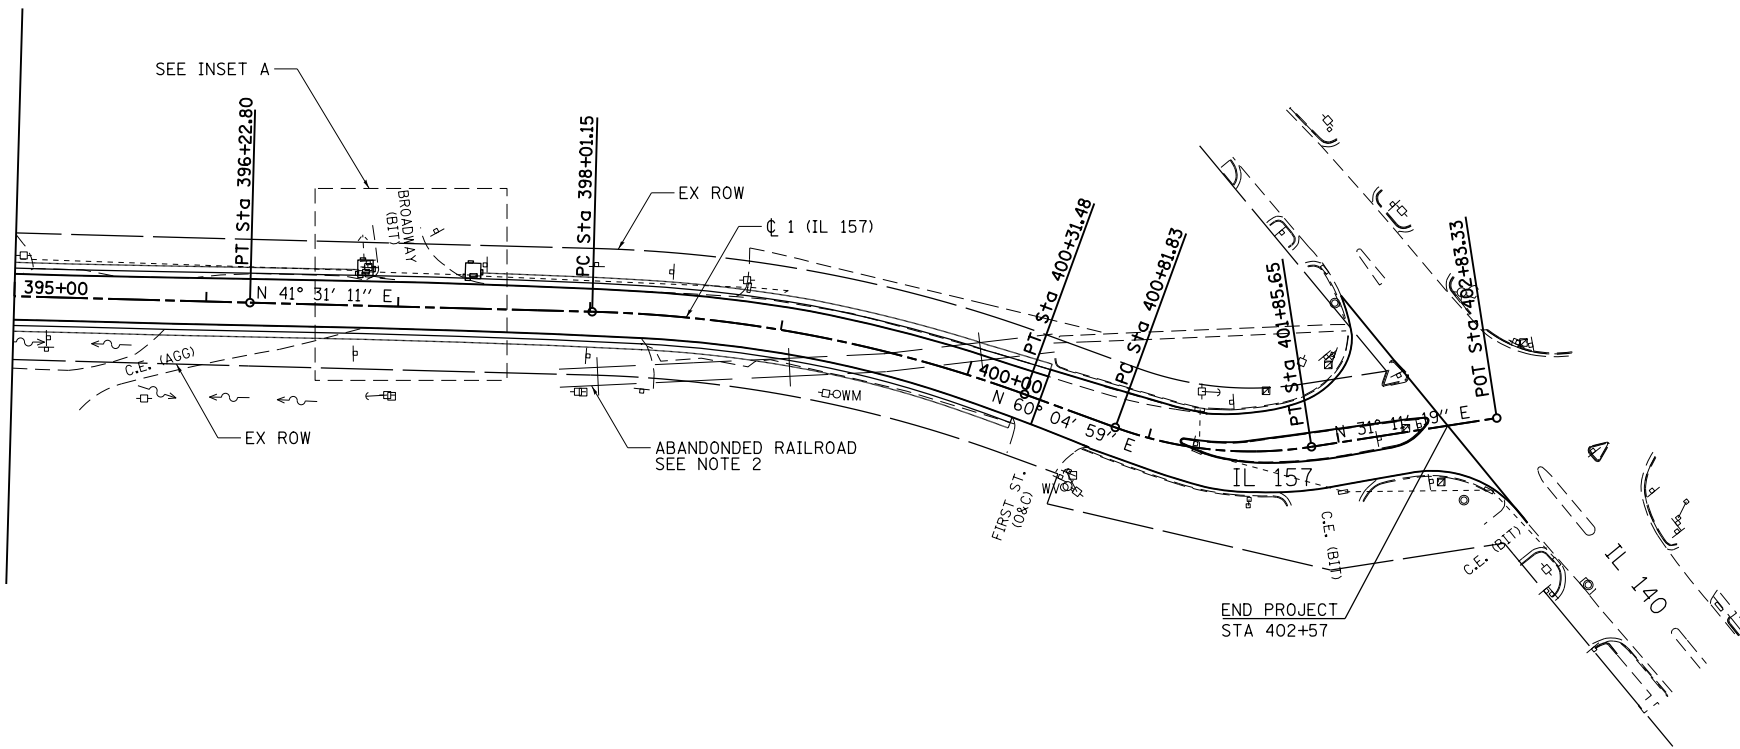 SEE INSET A
PT Sta 396+22.80
PC Sta 398+01.15
BROADWAY
(BIT)
EX ROW
℄ 1 (IL 157)
PT Sta 400+31.48
PC Sta 400+81.83
PT Sta 401+85.65
POT Sta 402+83.33
395+00
N 41° 31' 11'' E
400+00
N 60° 04' 59'' E
N 31° 11' 19'' E
C.E. (AGG)
OWM
EX ROW
ABANDONDED RAILROAD
SEE NOTE 2
FIRST ST.
(O&C)
WVO
IL 157
C.E. (BIT)
C.E. (BIT)
IL 140
END PROJECT
STA 402+57